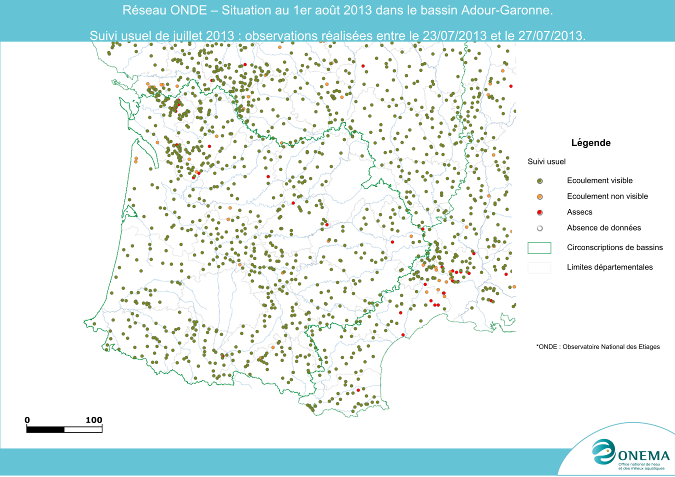 Réseau ONDE – Situation au 1er août 2013 dans le bassin Adour-Garonne.
Suivi usuel de juillet 2013 : observations réalisées entre le 23/07/2013 et le 27/07/2013.
Légende
Suivi usuel
Ecoulement visible
Ecoulement non visible
Assecs
Absence de données
Circonscriptions de bassins
Limites départementales
*ONDE : Observatoire National des Etiages
0 100
ONEMA
Office national de l'eau
et des milieux aquatiques